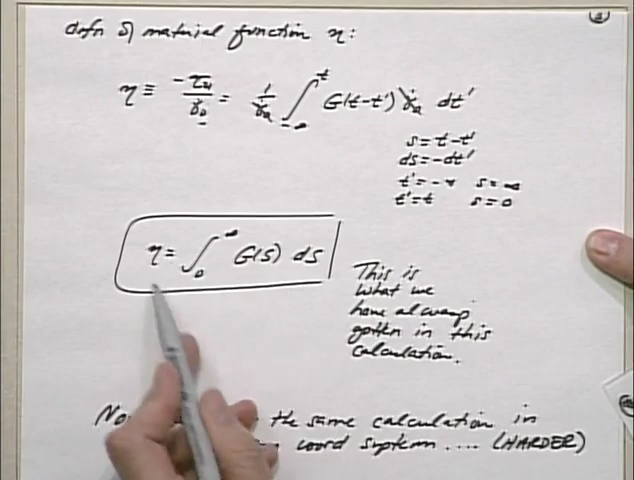 defn of material function η:
η ≡ -τ₂₁ / γ̇₀ = 1/γ̇₀ ∫_{-∞}^{t} G(t-t') γ̇₀ dt'
s = t-t'
ds = -dt'
t' = -∞ s = ∞
t' = t s = 0
η = ∫₀^∞ G(s) ds
This is
what we
have always
gotten in this
calculation.
the same calculation in
coord system .... (HARDER)